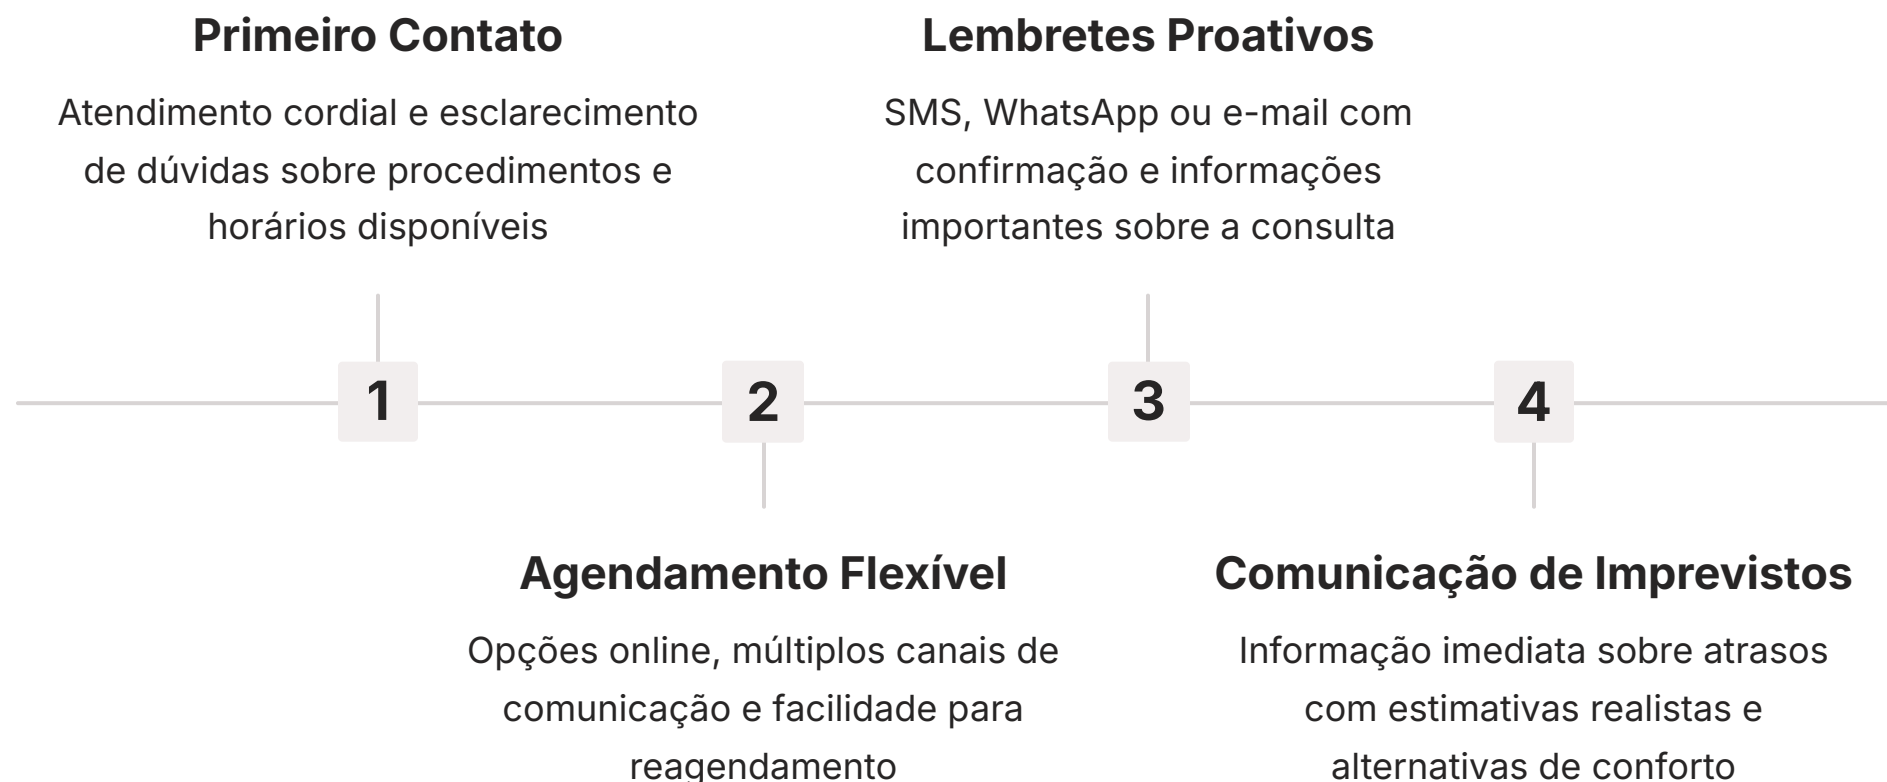 Primeiro Contato
Atendimento cordial e esclarecimento
de dúvidas sobre procedimentos e
horários disponíveis
Lembretes Proativos
SMS, WhatsApp ou e-mail com
confirmação e informações
importantes sobre a consulta
1
2
3
4
Agendamento Flexível
Opções online, múltiplos canais de
comunicação e facilidade para
reagendamento
Comunicação de Imprevistos
Informação imediata sobre atrasos
com estimativas realistas e
alternativas de conforto